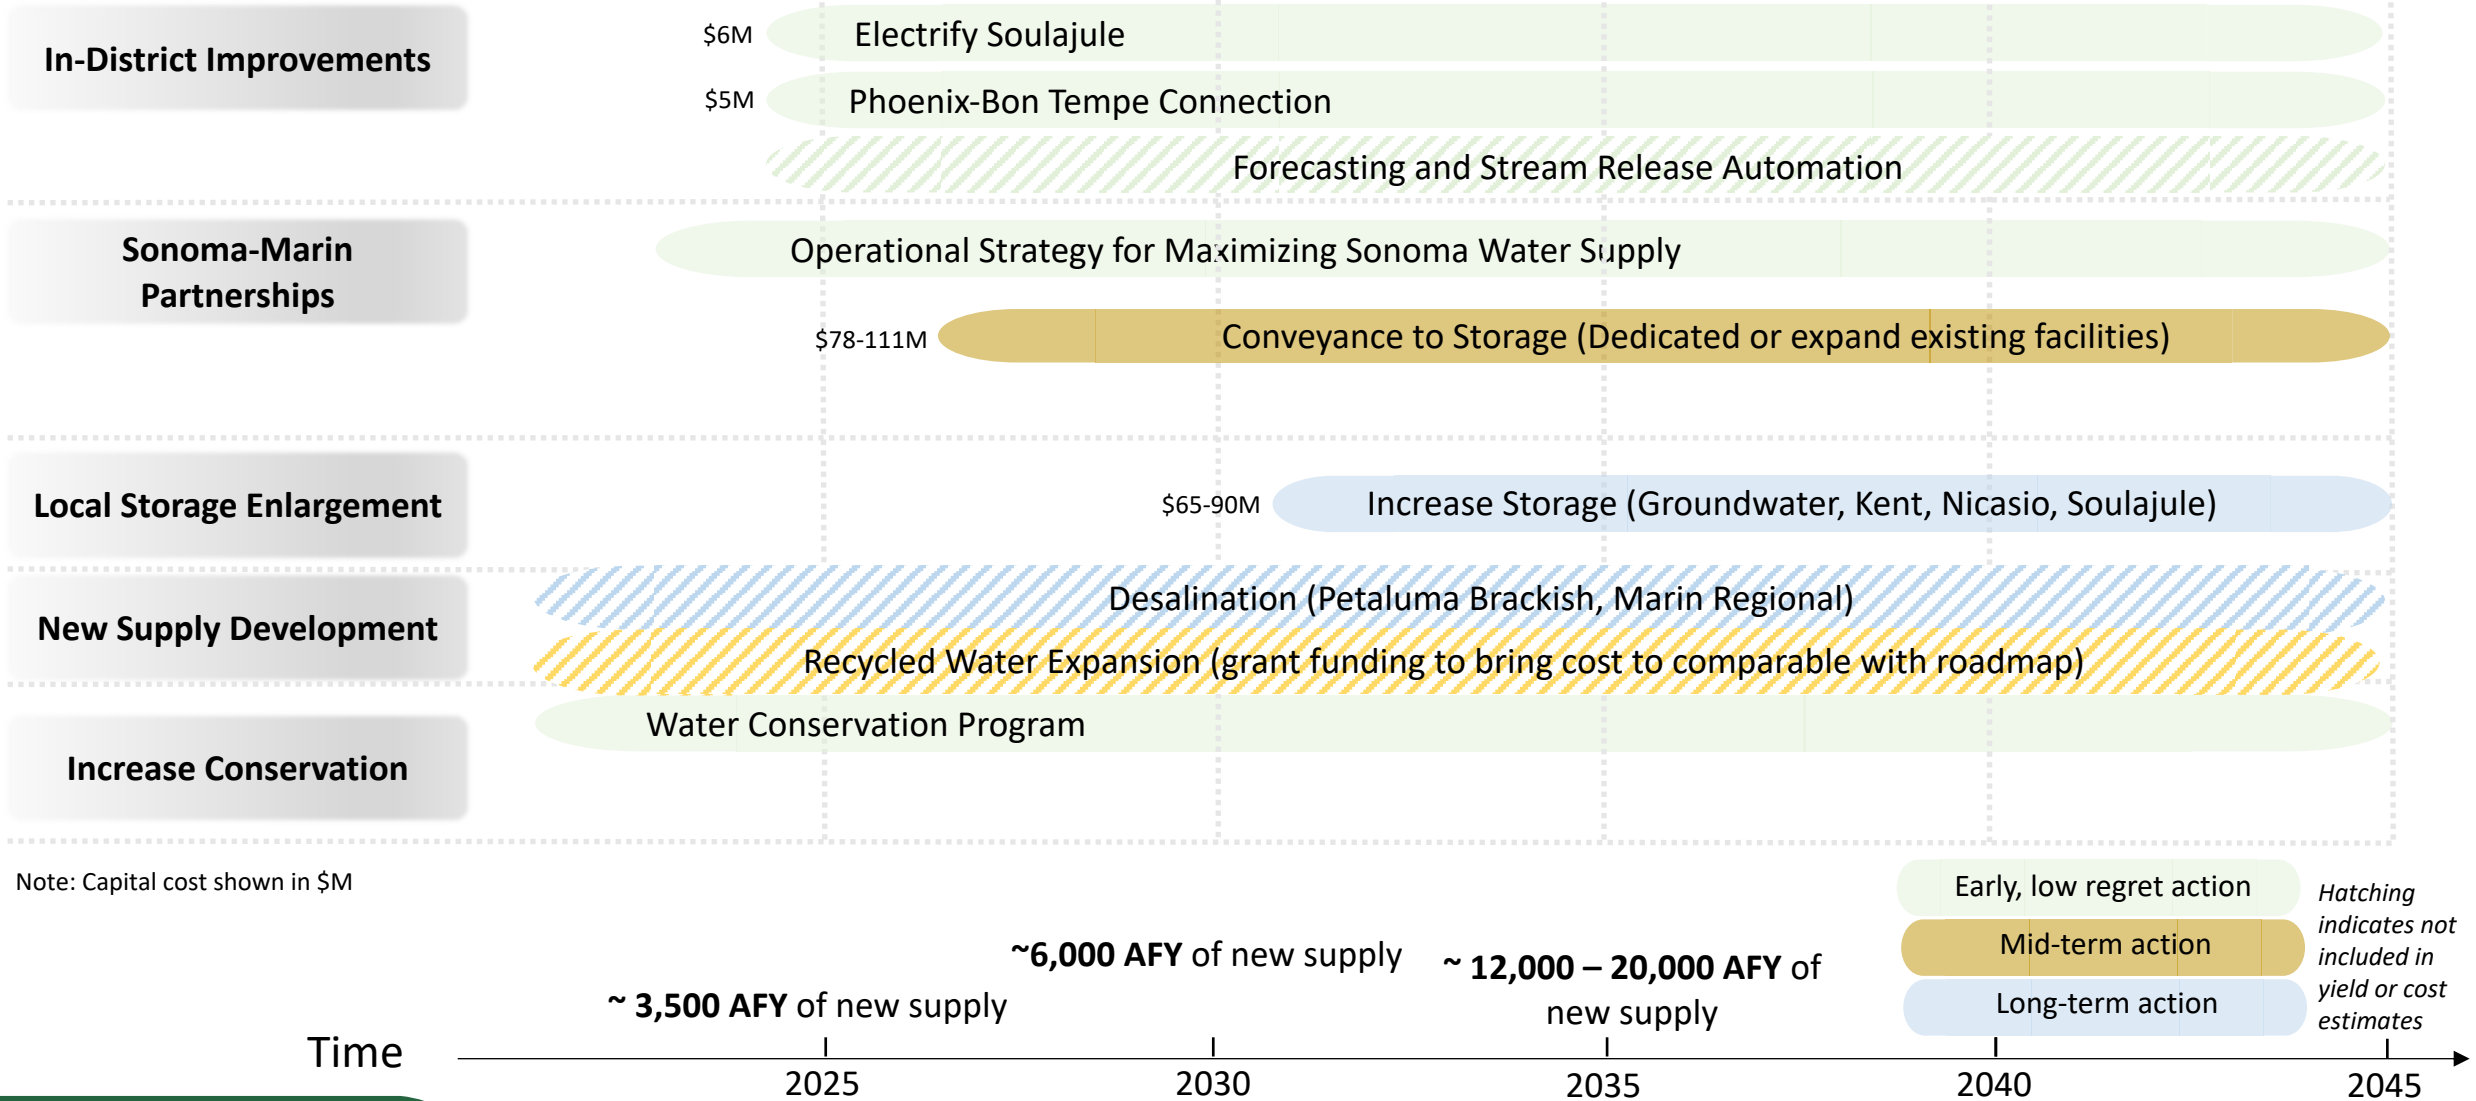 In-District Improvements
$6M
Electrify Soulajule
$5M
Phoenix-Bon Tempe Connection
Forecasting and Stream Release Automation
Sonoma-Marin
Partnerships
Operational Strategy for Maximizing Sonoma Water Supply
$78-111M
Conveyance to Storage (Dedicated or expand existing facilities)
Local Storage Enlargement
$65-90M
Increase Storage (Groundwater, Kent, Nicasio, Soulajule)
New Supply Development
Desalination (Petaluma Brackish, Marin Regional)
Recycled Water Expansion (grant funding to bring cost to comparable with roadmap)
Increase Conservation
Water Conservation Program
Note: Capital cost shown in $M
~ 3,500 AFY of new supply
~6,000 AFY of new supply
~ 12,000 – 20,000 AFY of
new supply
Early, low regret action
Mid-term action
Long-term action
Hatching
indicates not
included in
yield or cost
estimates
Time
2025
2030
2035
2040
2045